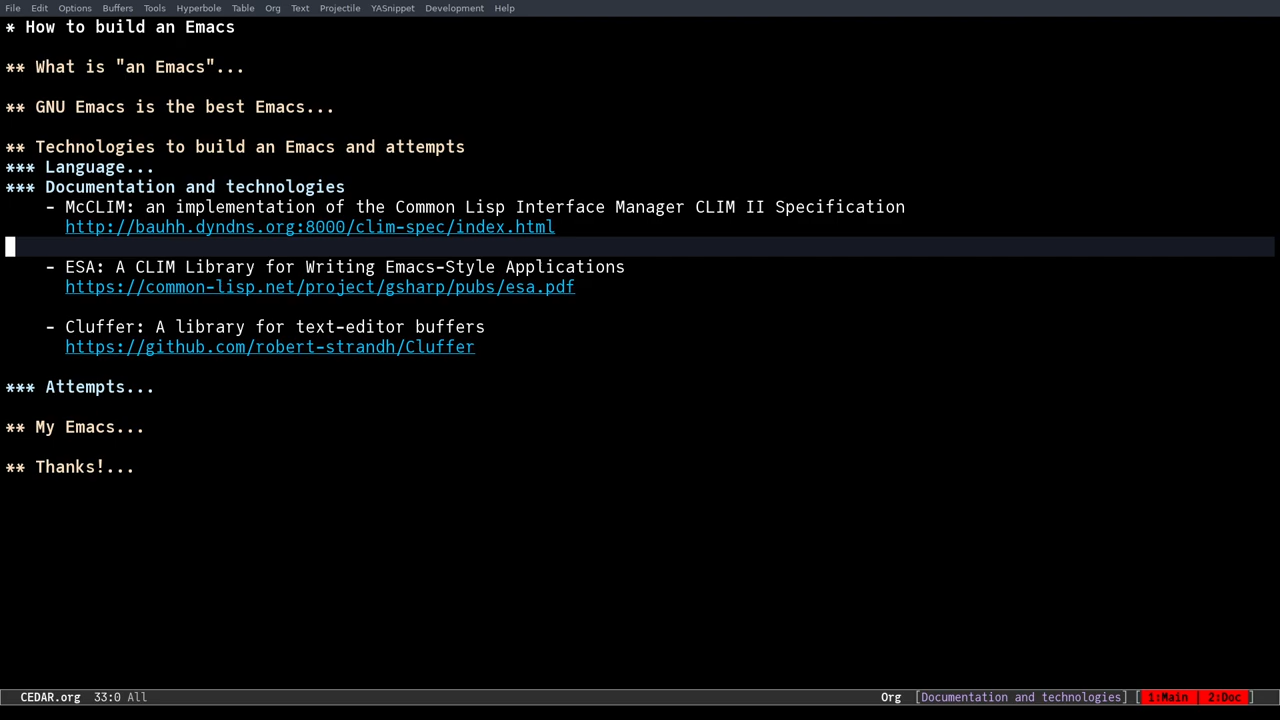 File Edit Options Buffers Tools Hyperbole Table Org Text Projectile YASnippet Development Help
* How to build an Emacs
** What is "an Emacs"...
** GNU Emacs is the best Emacs...
** Technologies to build an Emacs and attempts
*** Language...
*** Documentation and technologies
- McCLIM: an implementation of the Common Lisp Interface Manager CLIM II Specification
http://bauhh.dyndns.org:8000/clim-spec/index.html
- ESA: A CLIM Library for Writing Emacs-Style Applications
https://common-lisp.net/project/gsharp/pubs/esa.pdf
- Cluffer: A library for text-editor buffers
https://github.com/robert-strandh/Cluffer
*** Attempts...
** My Emacs...
** Thanks!...
CEDAR.org 33:0 All Org [Documentation and technologies] [ 1:Main | 2:Doc ]